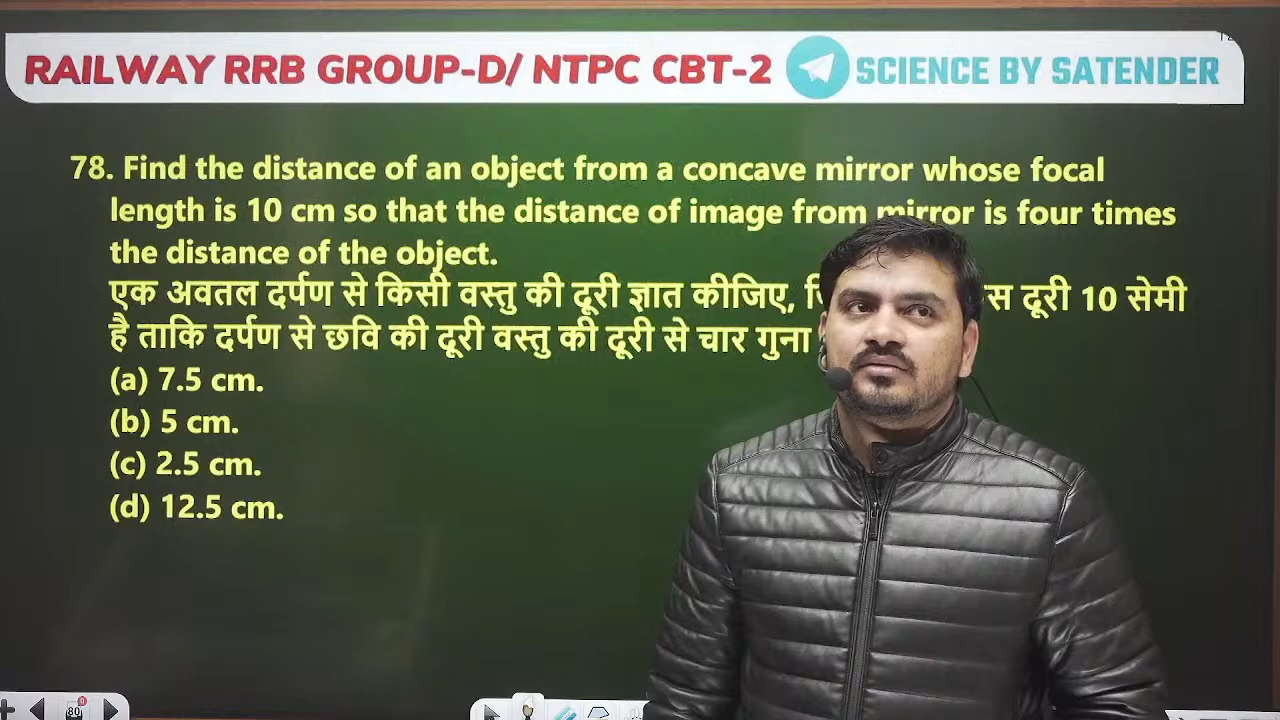 RAILWAY RRB GROUP-D/ NTPC CBT-2 SCIENCE BY SATENDER
78. Find the distance of an object from a concave mirror whose focal
length is 10 cm so that the distance of image from mirror is four times
the distance of the object.
एक अवतल दर्पण से किसी वस्तु की दूरी ज्ञात कीजिए, दूरी 10 सेमी
है ताकि दर्पण से छवि की दूरी वस्तु की दूरी से चार गुना
(a) 7.5 cm.
(b) 5 cm.
(c) 2.5 cm.
(d) 12.5 cm.
80